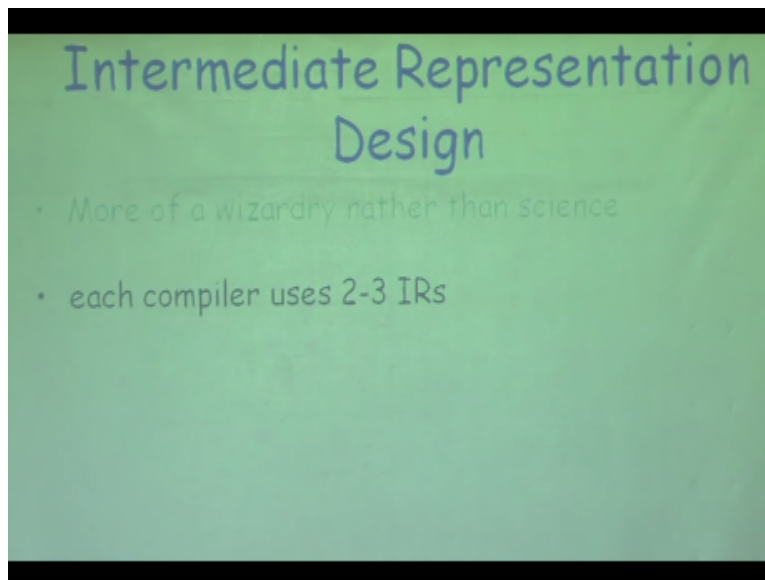 Intermediate Representation
Design
• More of a wizardry rather than science
• each compiler uses 2-3 IRs